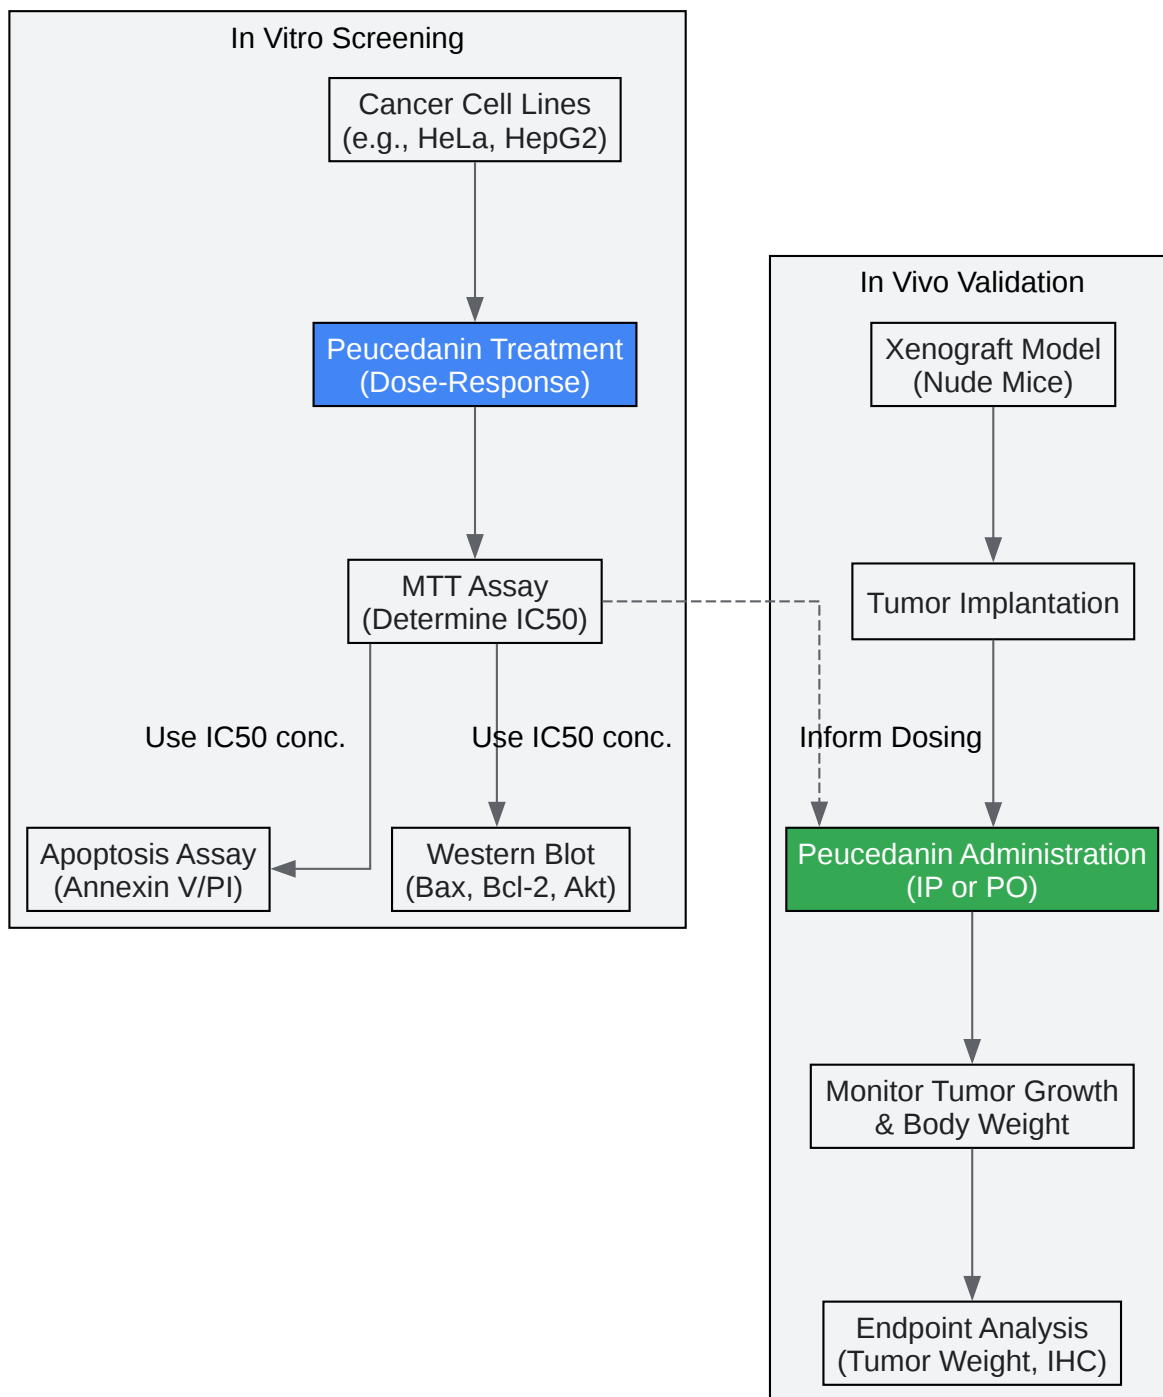 In Vitro Screening
Cancer Cell Lines
(e.g., HeLa, HepG2)
Peucedanin Treatment
(Dose-Response)
MTT Assay
(Determine IC50)
Use IC50 conc.
Use IC50 conc.
Apoptosis Assay
(Annexin V/PI)
Western Blot
(Bax, Bcl-2, Akt)
In Vivo Validation
Xenograft Model
(Nude Mice)
Tumor Implantation
Inform Dosing
Peucedanin Administration
(IP or PO)
Monitor Tumor Growth
& Body Weight
Endpoint Analysis
(Tumor Weight, IHC)